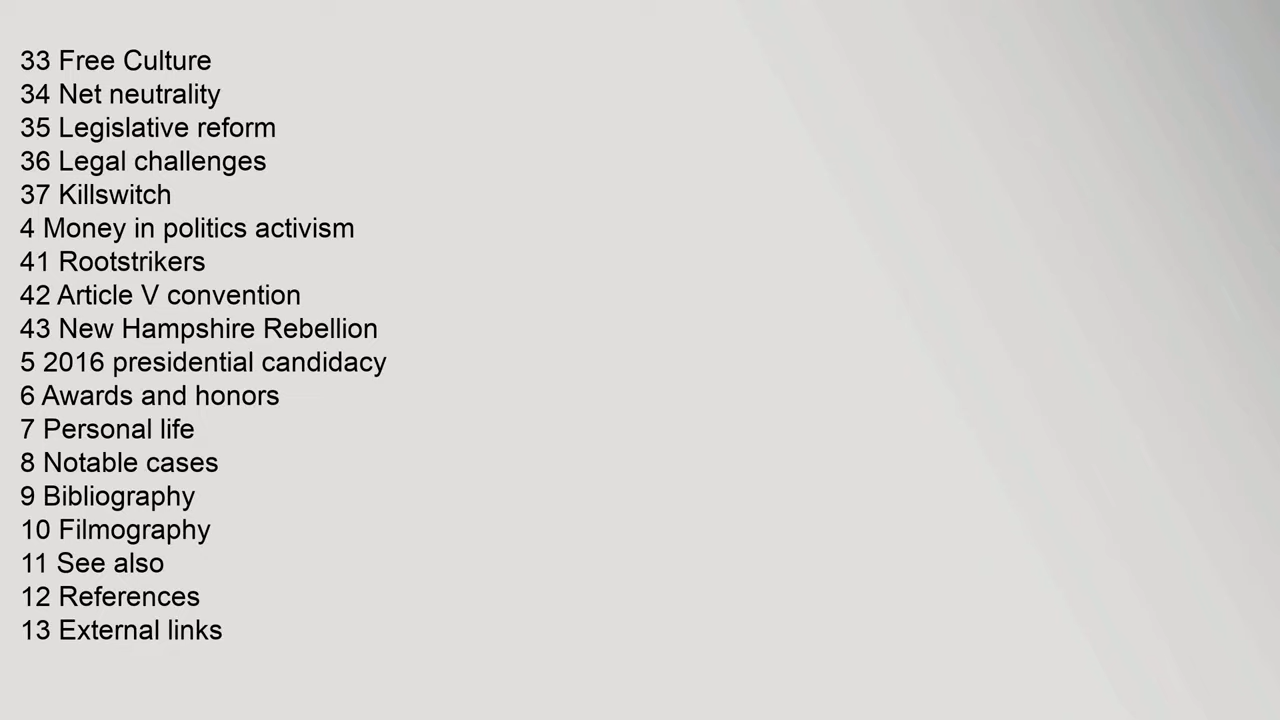 33 Free Culture
34 Net neutrality
35 Legislative reform
36 Legal challenges
37 Killswitch
4 Money in politics activism
41 Rootstrikers
42 Article V convention
43 New Hampshire Rebellion
5 2016 presidential candidacy
6 Awards and honors
7 Personal life
8 Notable cases
9 Bibliography
10 Filmography
11 See also
12 References
13 External links